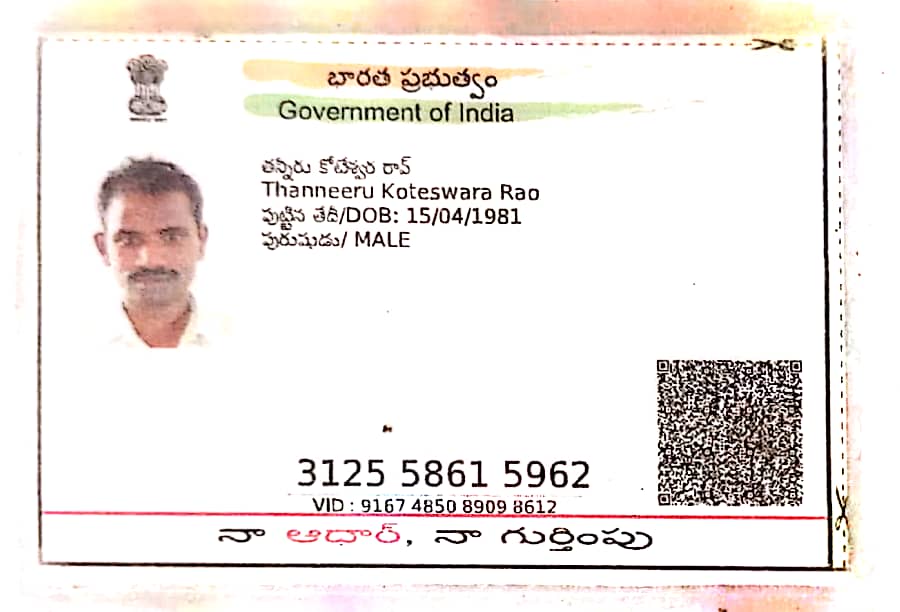 భారత ప్రభుత్వం
Government of India
తన్నీరు కోటేశ్వర రావ్
Thanneeru Koteswara Rao
పుట్టిన తేదీ/DOB: 15/04/1981
పురుషుడు/ MALE
3125 5861 5962
VID : 9167 4850 8909 8612
నా ఆధార్, నా గుర్తింపు